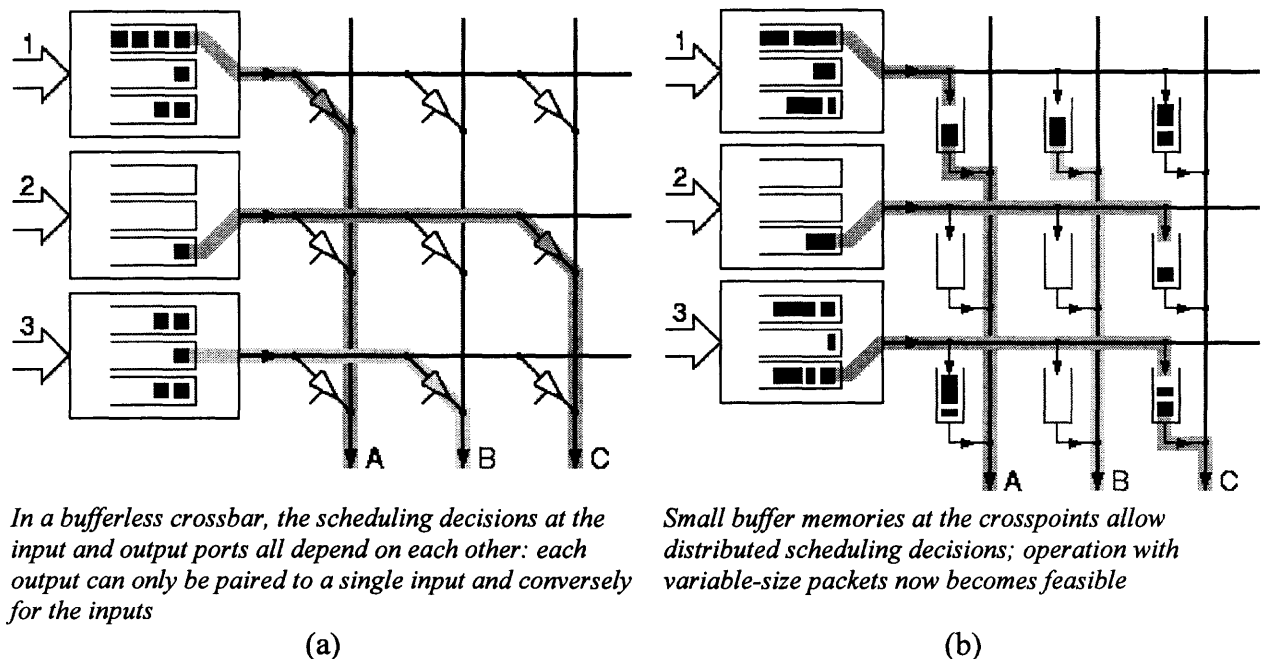 1
2
3
A
B
C
In a bufferless crossbar, the scheduling decisions at the
input and output ports all depend on each other: each
output can only be paired to a single input and conversely
for the inputs
(a)
1
2
3
A
B
C
Small buffer memories at the crosspoints allow
distributed scheduling decisions; operation with
variable-size packets now becomes feasible
(b)